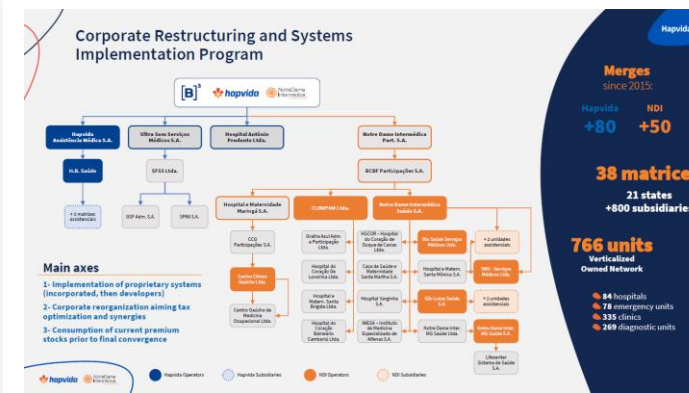 Corporate Restructuring and Systems
Implementation Program
[B]³ hapvida NotreDame
Intermédica
Hapvida
Assistência Médica S.A.
Ultra Som Serviços
Médicos S.A.
Hospital Antônio
Prudente Ltda.
Notre Dame Intermédica
Part. S.A.
H.B. Saúde
SFSS Ltda.
BCBF Participações S.A.
+ 3 matrizes
assistenciais
GSF Adm. S.A.
SPMA S.A.
Hospital e Maternidade
Maringá S.A.
CLINIPAM Ltda.
Notre Dame Intermédica
Saúde S.A.
CCG
Participações S.A.
Centro Clínico
Gaúcho Ltda.
Centro Gaúcho de
Medicina
Ocupacional Ltda.
Gralha Azul Adm.
e Participação
Ltda.
HSCOR - Hospital
do Coração de
Duque de Caxias Ltda.
Bio Saúde Serviços
Médicos Ltda.
+ 2 unidades
assistenciais
Hospital do
Coração De
Londrina Ltda.
Casa de Saúde e
Maternidade
Santa Martha S.A.
Hospital e Matern.
Santa Mônica S.A.
SMV - Serviços
Médicos Ltda.
Hospital e
Matern. Santa
Brígida Ltda.
Hospital Varginha
S.A.
São Lucas Saúde
S.A.
+ 2 unidades
assistenciais
Hospital do
Coração
Balneário
Camboriú Ltda.
IMESA - Instituto
de Medicina
Especializada de
Alfenas S.A.
Notre Dame Inter.
MG Saúde Ltda.
Notre Dame Inter.
MG Saúde S.A.
Lifecenter
Sistema de Saúde
S.A.
Main axes
1- Implementation of proprietary systems
(incorporated, then developers)
2- Corporate reorganization aiming tax
optimization and synergies
3- Consumption of current premium
stocks prior to final convergence
hapvida NotreDame
Intermédica
Hapvida Operators
Hapvida Subsidiaries
NDI Operators
NDI Subsidiaries
Hapvida
Merges
since 2015:
Hapvida NDI
+80 +50
38 matrice
21 states
+800 subsidiarie
766 units
Verticalized
Owned Network
84 hospitals
78 emergency units
335 clinics
269 diagnostic units